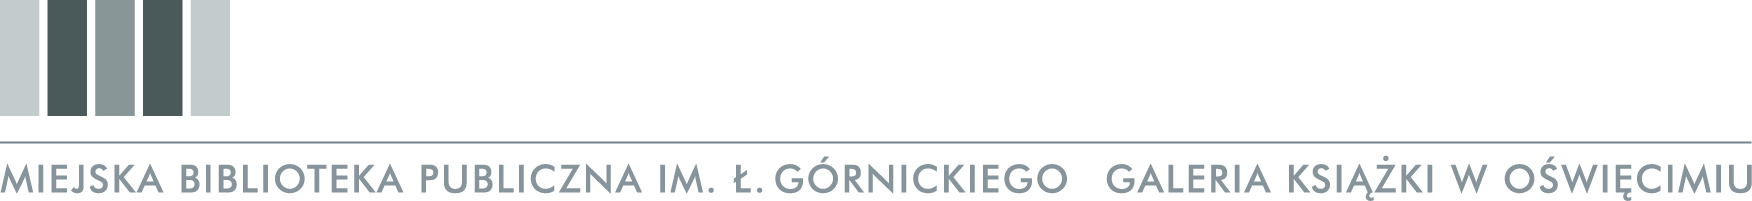 MIEJSKA BIBLIOTEKA PUBLICZNA IM. Ł. GÓRNICKIEGO GALERIA KSIĄŻKI W OŚWIĘCIMIU